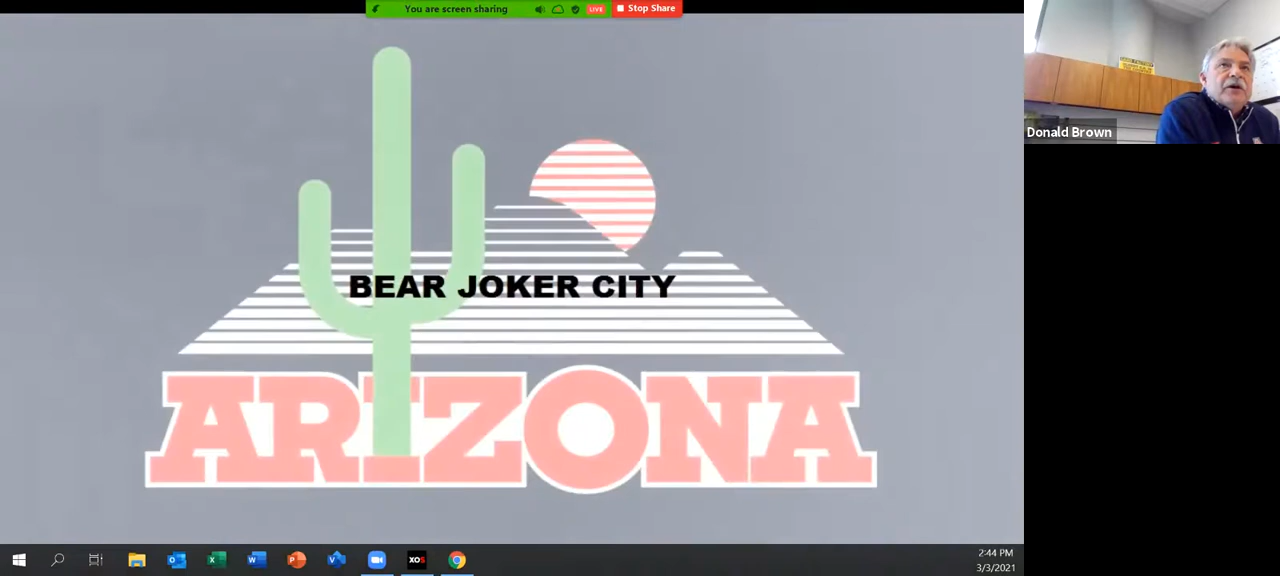 You are screen sharing
LIVE
Stop Share
Donald Brown
BEAR JOKER CITY
ARIZONA
XOS
2:44 PM
3/3/2021